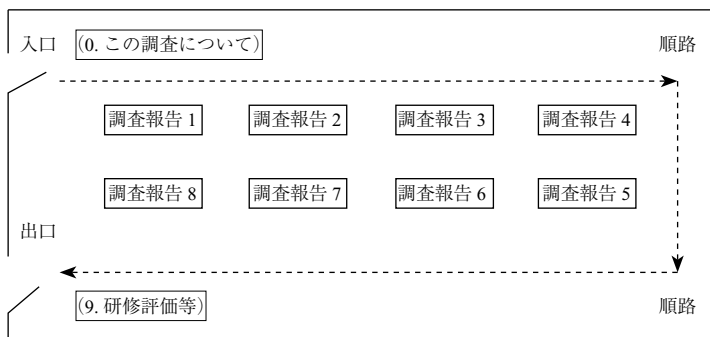 入口 (0. この調査について) 順路
調査報告 1 調査報告 2 調査報告 3 調査報告 4
調査報告 8 調査報告 7 調査報告 6 調査報告 5
出口
(9. 研修評価等) 順路